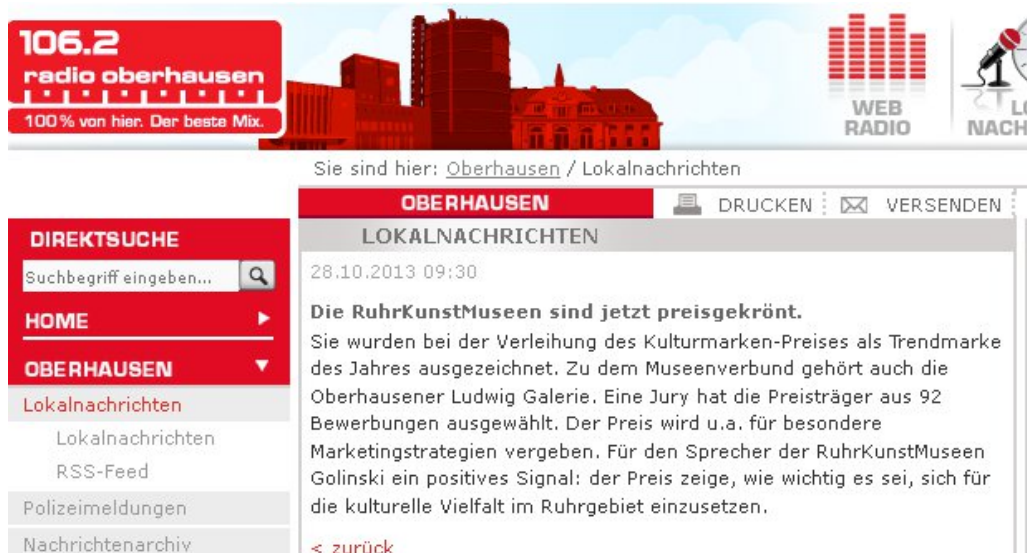 106.2
radio oberhausen
100% von hier. Der beste Mix.
WEB
RADIO
Sie sind hier: Oberhausen / Lokalnachrichten
OBERHAUSEN
DRUCKEN
VERSENDEN
DIREKTSUCHE
Suchbegriff eingeben...
HOME
OBERHAUSEN
Lokalnachrichten
Lokalnachrichten
RSS-Feed
Polizeimeldungen
Nachrichtenarchiv
LOKALNACHRICHTEN
28.10.2013 09:30
Die RuhrKunstMuseen sind jetzt preisgekrönt.
Sie wurden bei der Verleihung des Kulturmarken-Preises als Trendmarke
des Jahres ausgezeichnet. Zu dem Museenverbund gehört auch die
Oberhausener Ludwig Galerie. Eine Jury hat die Preisträger aus 92
Bewerbungen ausgewählt. Der Preis wird u.a. für besondere
Marketingstrategien vergeben. Für den Sprecher der RuhrKunstMuseen
Golinski ein positives Signal: der Preis zeige, wie wichtig es sei, sich für
die kulturelle Vielfalt im Ruhrgebiet einzusetzen.
< zurück